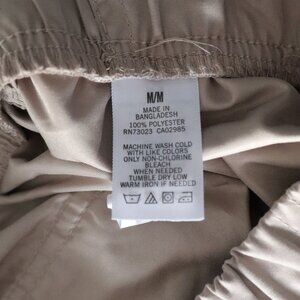 M/M
MADE IN
BANGLADESH
100% POLYESTER
RN73023 CA02985
MACHINE WASH COLD
WITH LIKE COLORS
ONLY NON-CHLORINE
BLEACH
WHEN NEEDED
TUMBLE DRY LOW
WARM IRON IF NEEDED